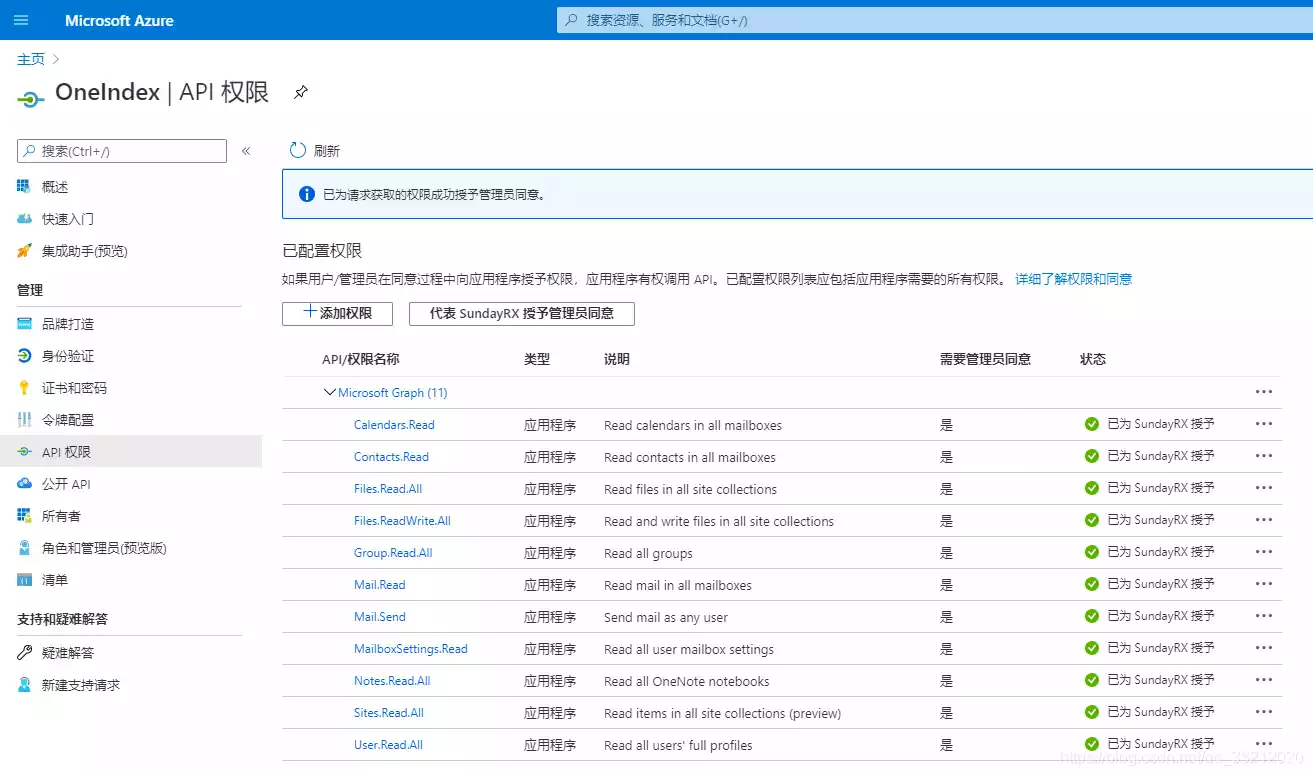 Microsoft Azure
搜索资源、服务和文档(G+/)
主页
OneIndex | API 权限
搜索(Ctrl+/)
«
刷新
概述
快速入门
集成助手(预览)
管理
品牌打造
身份验证
证书和密码
令牌配置
API 权限
公开 API
所有者
角色和管理员(预览版)
清单
支持和疑难解答
疑难解答
新建支持请求
已为请求获取的权限成功授予管理员同意。
已配置权限
如果用户/管理员在同意过程中向应用程序授予权限，应用程序有权调用 API。已配置权限列表应包括应用程序需要的所有权限。 详细了解权限和同意
添加权限 代表 SundayRX 授予管理员同意
API/权限名称 类型 说明 需要管理员同意 状态
Microsoft Graph (11)
Calendars.Read 应用程序 Read calendars in all mailboxes 是 已为 SundayRX 授予
Contacts.Read 应用程序 Read contacts in all mailboxes 是 已为 SundayRX 授予
Files.Read.All 应用程序 Read files in all site collections 是 已为 SundayRX 授予
Files.ReadWrite.All 应用程序 Read and write files in all site collections 是 已为 SundayRX 授予
Group.Read.All 应用程序 Read all groups 是 已为 SundayRX 授予
Mail.Read 应用程序 Read mail in all mailboxes 是 已为 SundayRX 授予
Mail.Send 应用程序 Send mail as any user 是 已为 SundayRX 授予
MailboxSettings.Read 应用程序 Read all user mailbox settings 是 已为 SundayRX 授予
Notes.Read.All 应用程序 Read all OneNote notebooks 是 已为 SundayRX 授予
Sites.Read.All 应用程序 Read items in all site collections (preview) 是 已为 SundayRX 授予
User.Read.All 应用程序 Read all users' full profiles 是 已为 SundayRX 授予